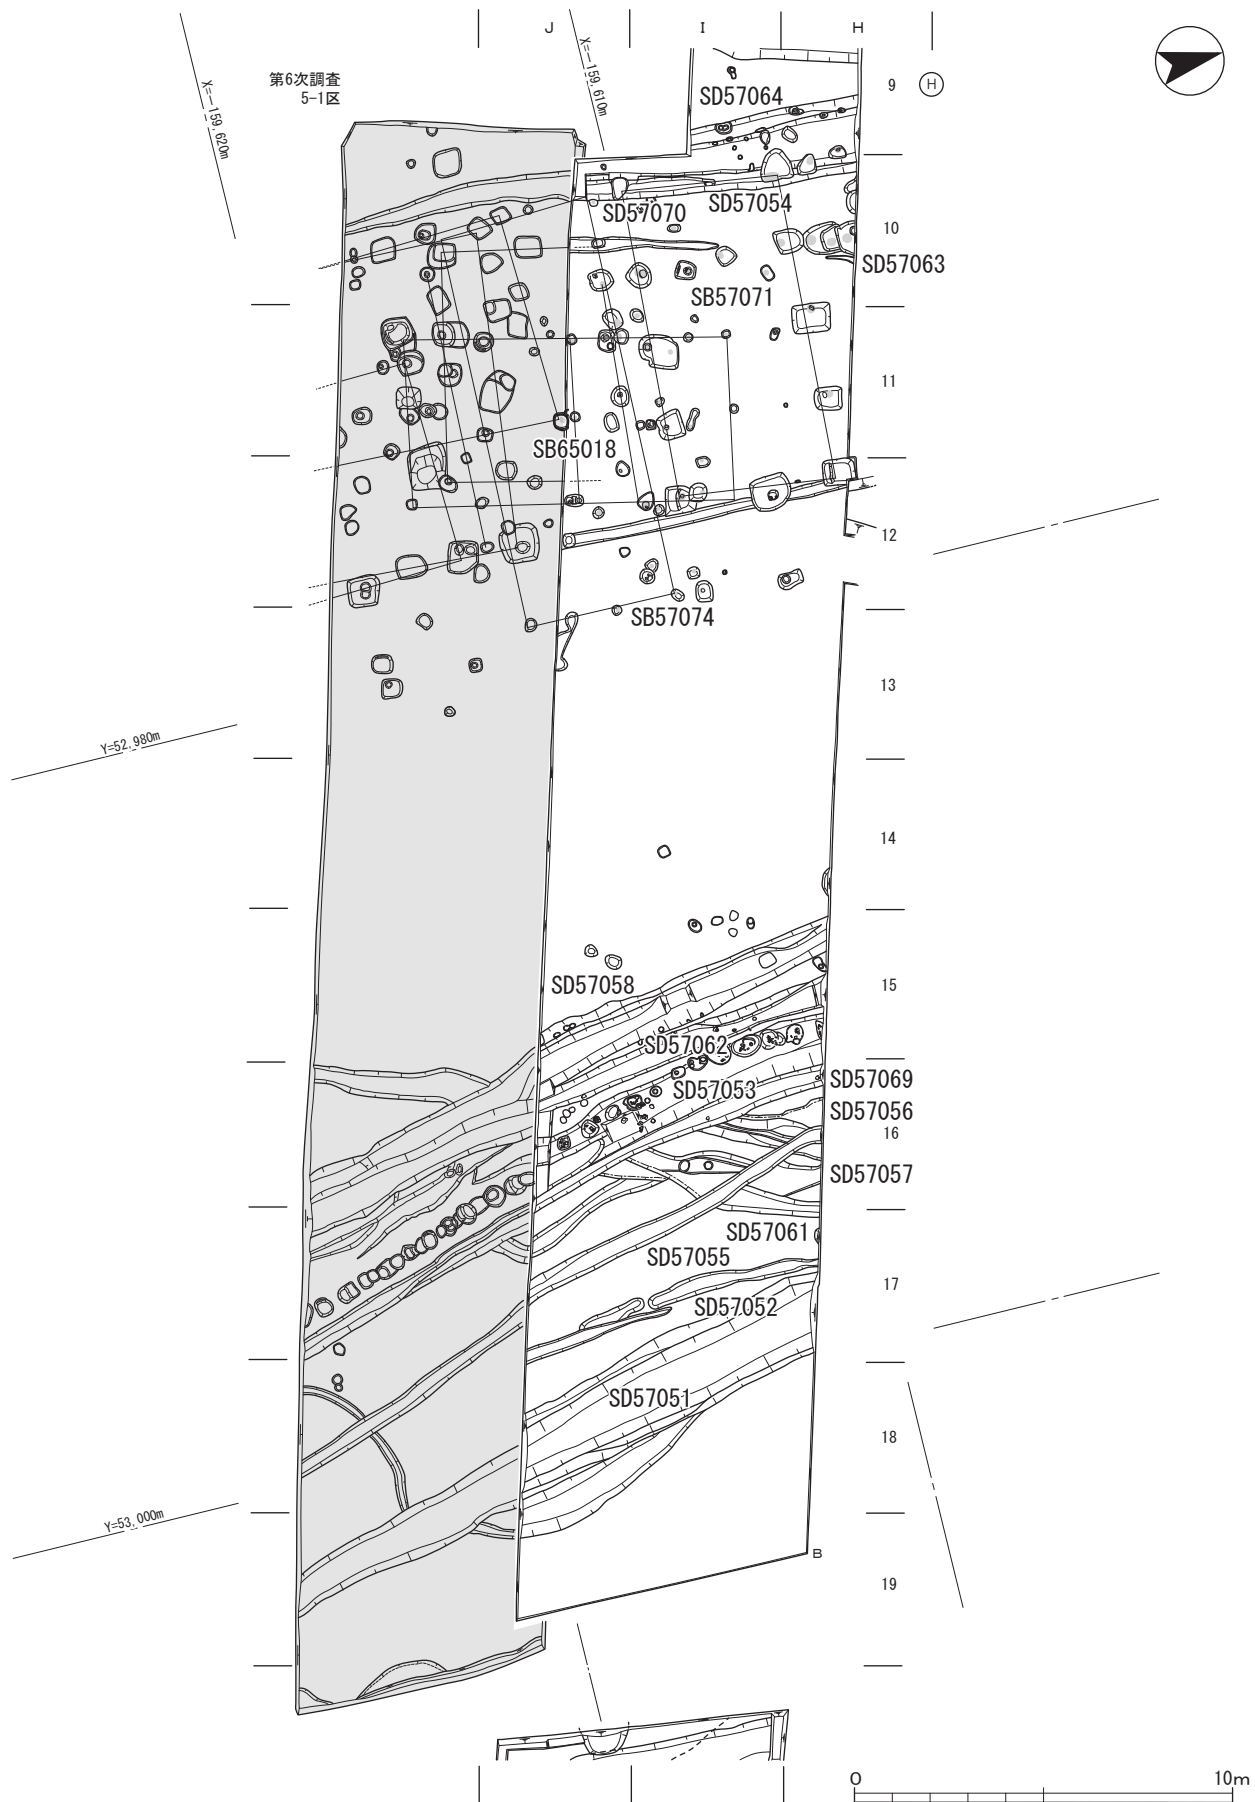 J
I
H
X=-159,620m
X=-159,610m
第6次調査
5-1区
9
H
SD57064
SD57070
SD57054
10
SD57063
SB57071
11
SB65018
12
SB57074
13
Y=52,980m
14
SD57058
15
SD57062
SD57053
SD57069
SD57056
16
SD57057
SD57061
SD57055
17
SD57052
SD57051
18
Y=53,000m
B
19
0
10m